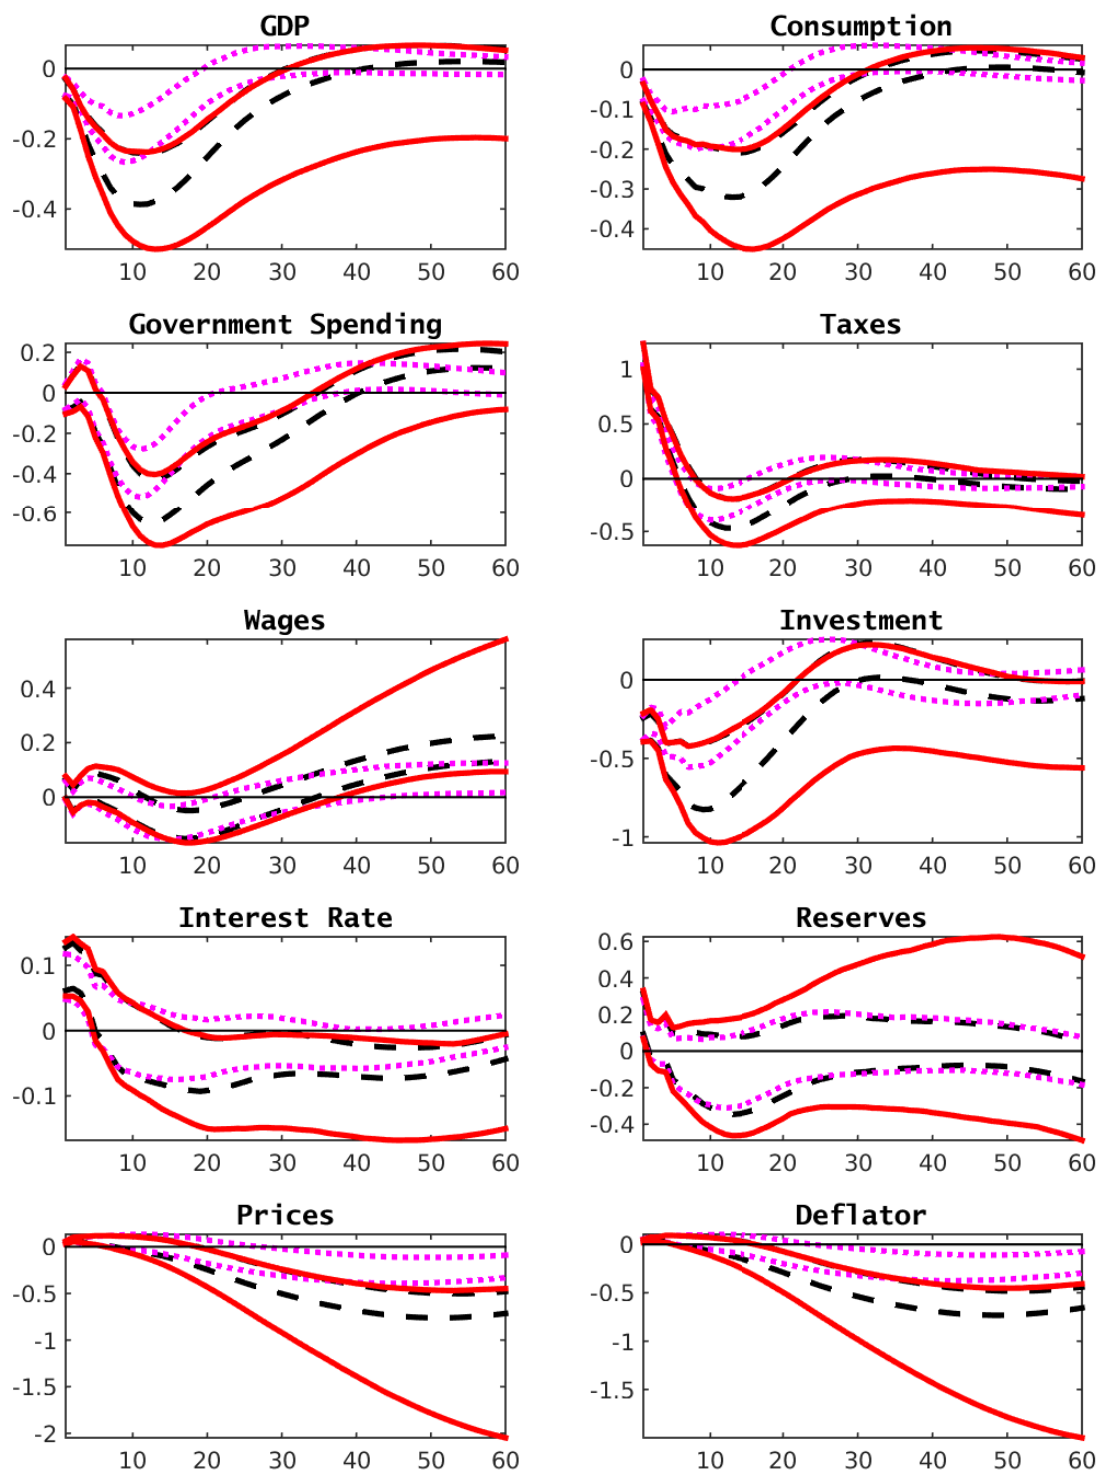 GDP
0
-0.2
-0.4
10 20 30 40 50 60
Consumption
0
-0.1
-0.2
-0.3
-0.4
10 20 30 40 50 60
Government Spending
0.2
0
-0.2
-0.4
-0.6
10 20 30 40 50 60
Taxes
1
0.5
0
-0.5
10 20 30 40 50 60
Wages
0.4
0.2
0
10 20 30 40 50 60
Investment
0
-0.5
-1
10 20 30 40 50 60
Interest Rate
0.1
0
-0.1
10 20 30 40 50 60
Reserves
0.6
0.4
0.2
0
-0.2
-0.4
10 20 30 40 50 60
Prices
0
-0.5
-1
-1.5
-2
10 20 30 40 50 60
Deflator
0
-0.5
-1
-1.5
10 20 30 40 50 60